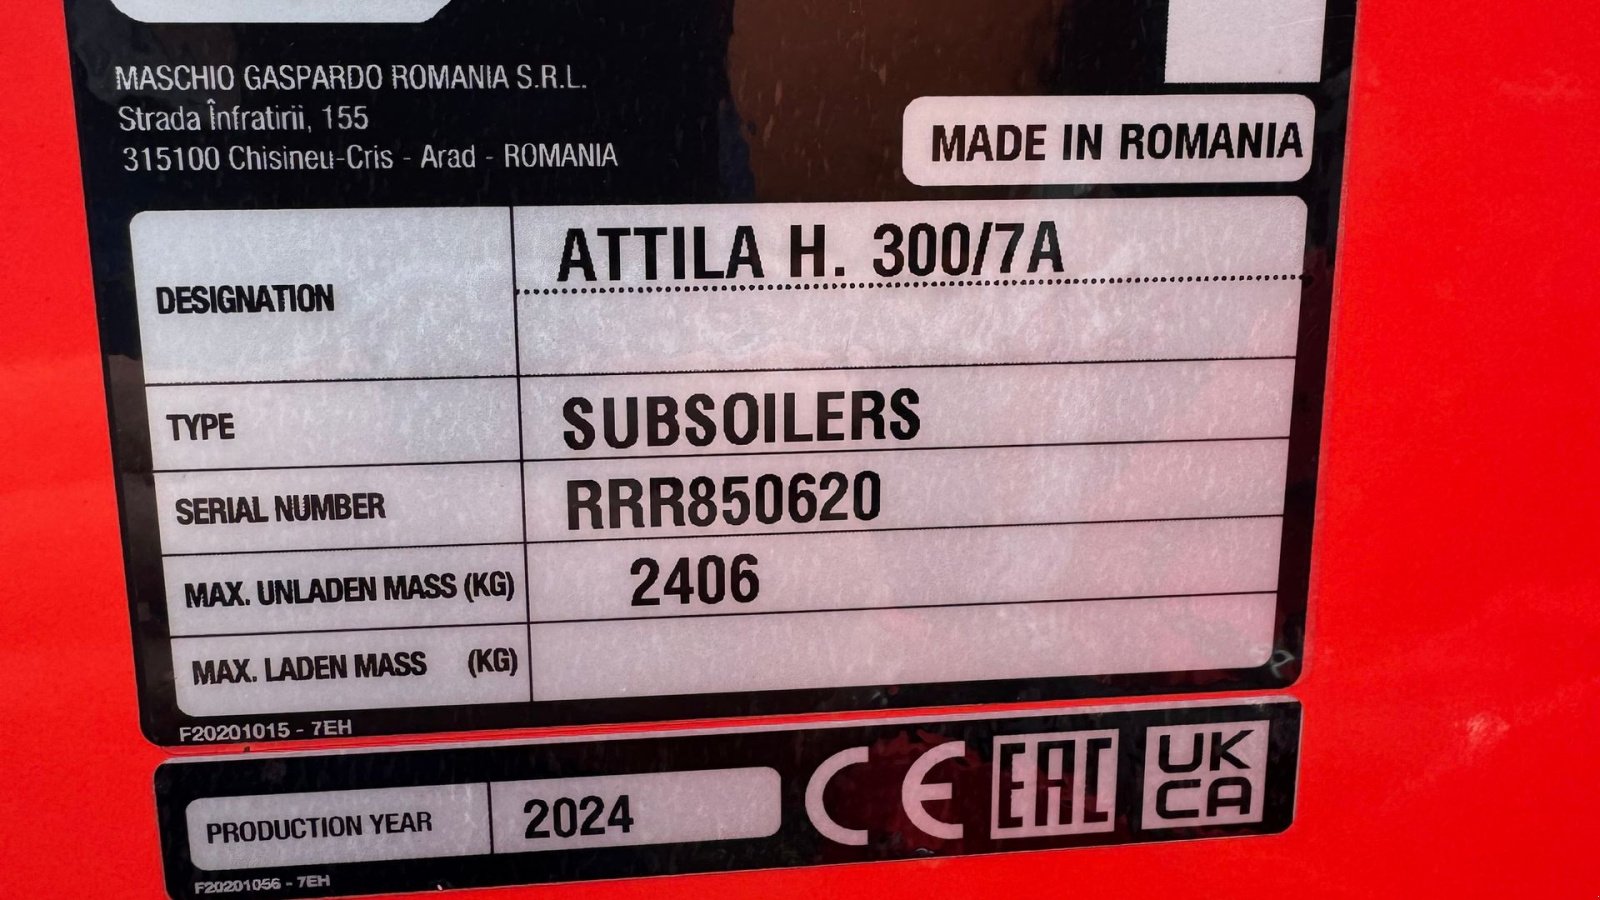 MASCHIO GASPARDO ROMANIA S.R.L.
Strada Înfratirii, 155
315100 Chisineu-Cris - Arad - ROMANIA
MADE IN ROMANIA
DESIGNATION ATTILA H. 300/7A
TYPE SUBSOILERS
SERIAL NUMBER RRR850620
MAX. UNLADEN MASS (KG) 2406
MAX. LADEN MASS (KG)
F20201015 - 7EH
PRODUCTION YEAR 2024
CE EAC UK CA
F20201056 - 7EH